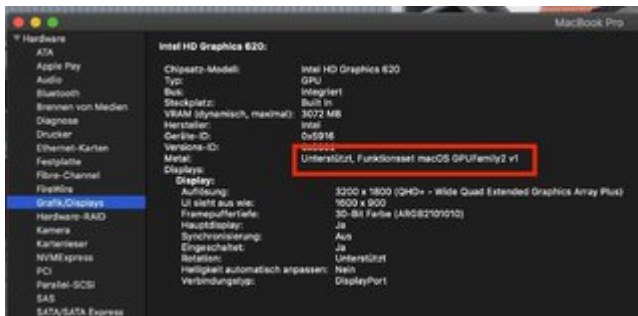 MacBook Pro
Hardware
ATA
Apple Pay
Audio
Bluetooth
Brennen von Medien
Diagnose
Drucker
Ethernet-Karten
Festplatte
Fibre-Channel
FireWire
Grafik/Displays
Hardware-RAID
Kamera
Kartenleser
NVMExpress
PCI
Parallel-SCSI
SAS
SATA/SATA Express
Intel HD Graphics 620:
Chipsatz-Modell: Intel HD Graphics 620
Typ: GPU
Bus: Integriert
Steckplatz: Built In
VRAM (dynamisch, maximal): 3072 MB
Hersteller: Intel
Geräte-ID: 0x5916
Versions-ID:
Metal: Unterstützt, Funktionsset macOS GPUFamily2 v1
Displays:
Display:
Auflösung: 3200 x 1800 (QHD+ - Wide Quad Extended Graphics Array Plus)
UI sieht aus wie: 1600 x 900
Framepuffertiefe: 30-Bit Farbe (ARGB2101010)
Hauptdisplay: Ja
Synchronisierung: Aus
Eingeschaltet: Ja
Rotation: Unterstützt
Helligkeit automatisch anpassen: Nein
Verbindungstyp: DisplayPort